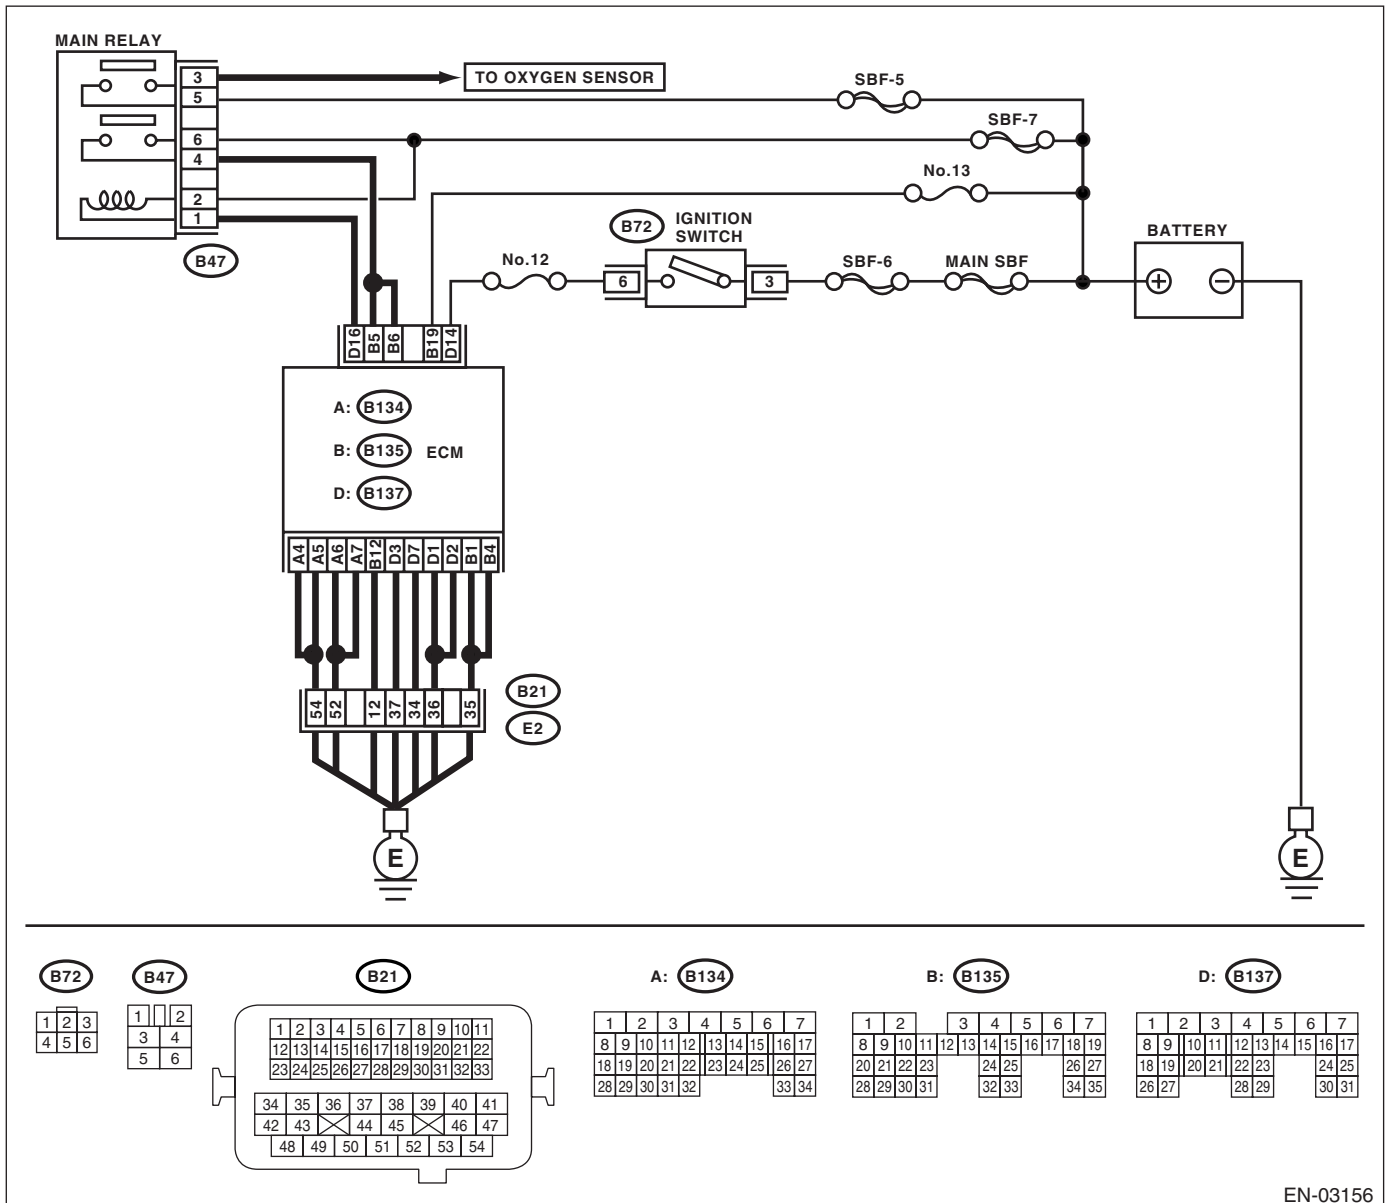 MAIN RELAY
3
5
6
4
2
1
B47
TO OXYGEN SENSOR
SBF-5
SBF-7
No.13
B72
IGNITION
SWITCH
BATTERY
No.12
6
3
SBF-6
MAIN SBF
+
−
D16
B5
B6
B19
D14
A: B134
B: B135 ECM
D: B137
A4
A5
A6
A7
B12
D3
D7
D1
D2
B1
B4
54
52
12
37
34
36
35
B21
E2
E
E
B72
1 2 3
4 5 6
B47
1 2
3 4
5 6
B21
1 2 3 4 5 6 7 8 9 10 11
12 13 14 15 16 17 18 19 20 21 22
23 24 25 26 27 28 29 30 31 32 33
34 35 36 37 38 39 40 41
42 43 44 45 46 47
48 49 50 51 52 53 54
A: B134
1 2 3 4 5 6 7
8 9 10 11 12 13 14 15 16 17
18 19 20 21 22 23 24 25 26 27
28 29 30 31 32 33 34
B: B135
1 2 3 4 5 6 7
8 9 10 11 12 13 14 15 16 17 18 19
20 21 22 23 24 25 26 27
28 29 30 31 32 33 34 35
D: B137
1 2 3 4 5 6 7
8 9 10 11 12 13 14 15 16 17
18 19 20 21 22 23 24 25
26 27 28 29 30 31
EN-03156